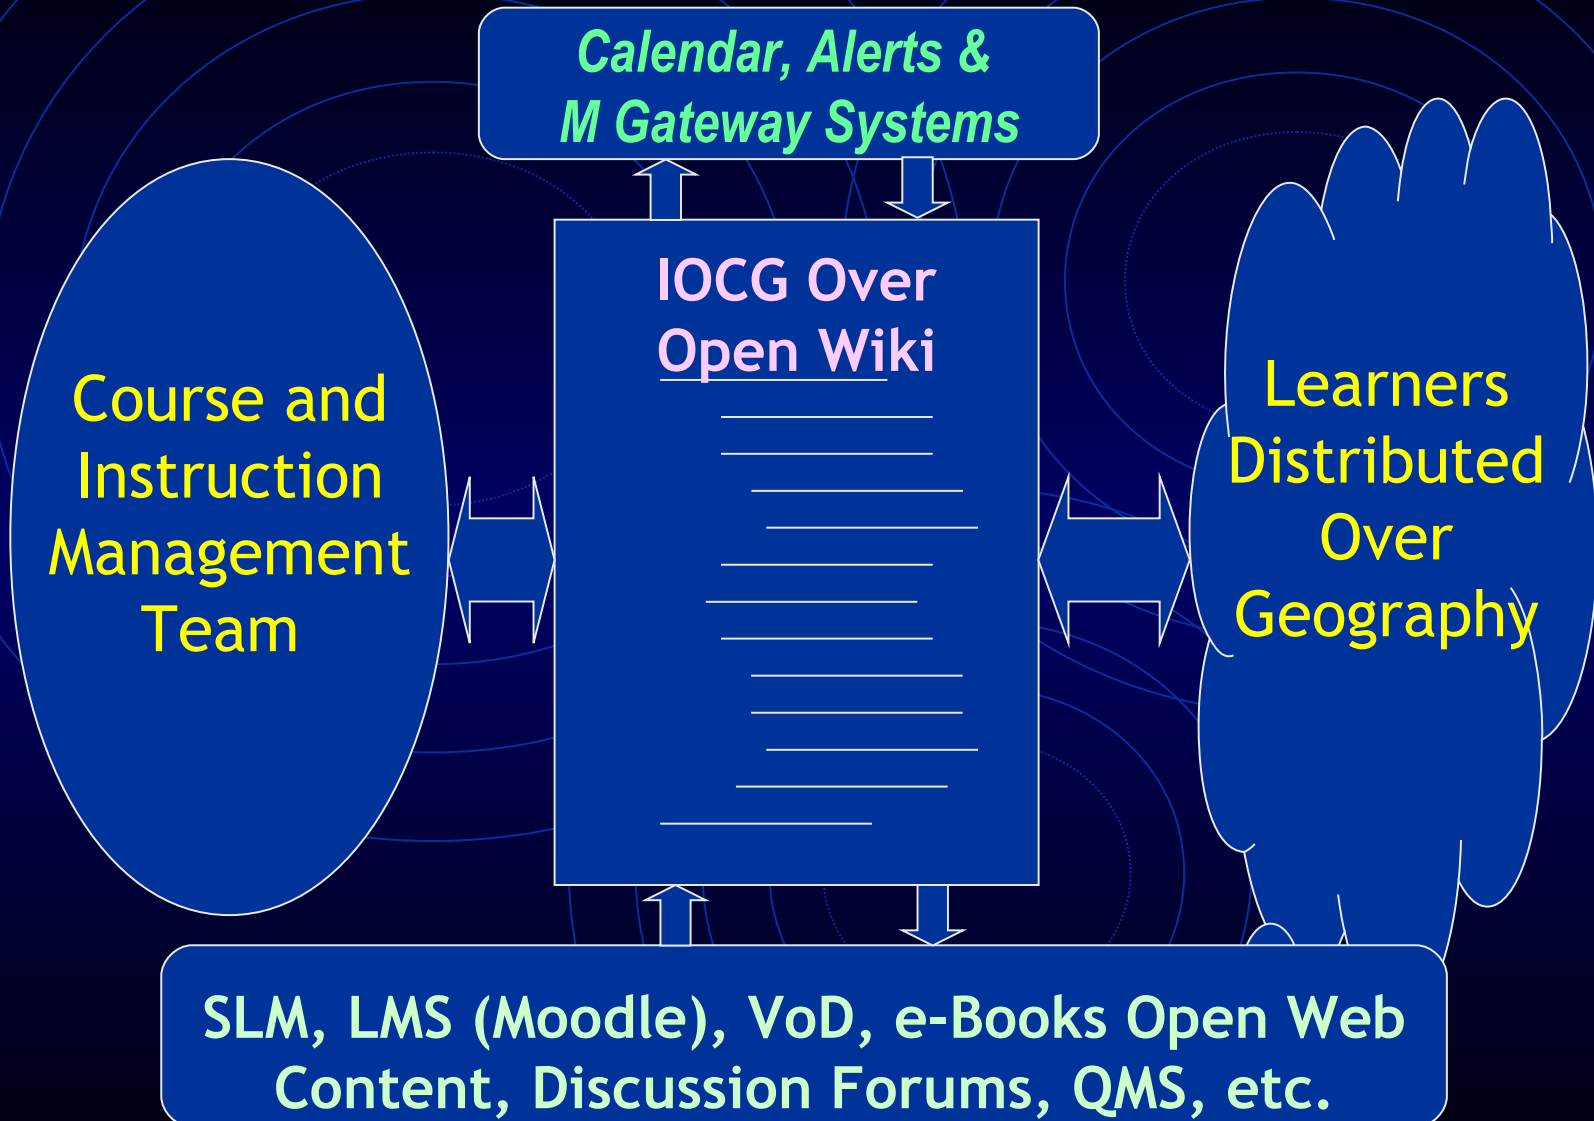 Calendar, Alerts &
M Gateway Systems
IOCG Over
Open Wiki
Course and
Instruction
Management
Team
Learners
Distributed
Over
Geography
SLM, LMS (Moodle), VoD, e-Books Open Web
Content, Discussion Forums, QMS, etc.